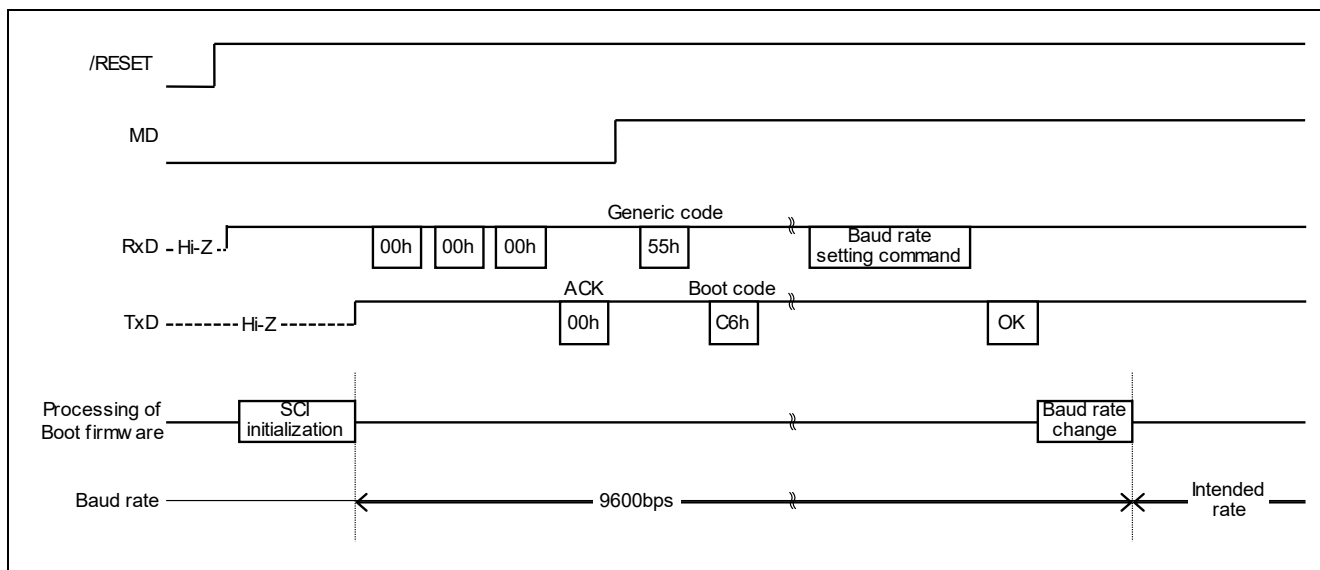 /RESET
MD
Generic code
RxD
Hi-Z
00h
00h
00h
55h
Baud rate
setting command
ACK
Boot code
TxD
Hi-Z
00h
C6h
OK
Processing of
Boot firmware
SCI
initialization
Baud rate
change
Baud rate
9600bps
Intended
rate